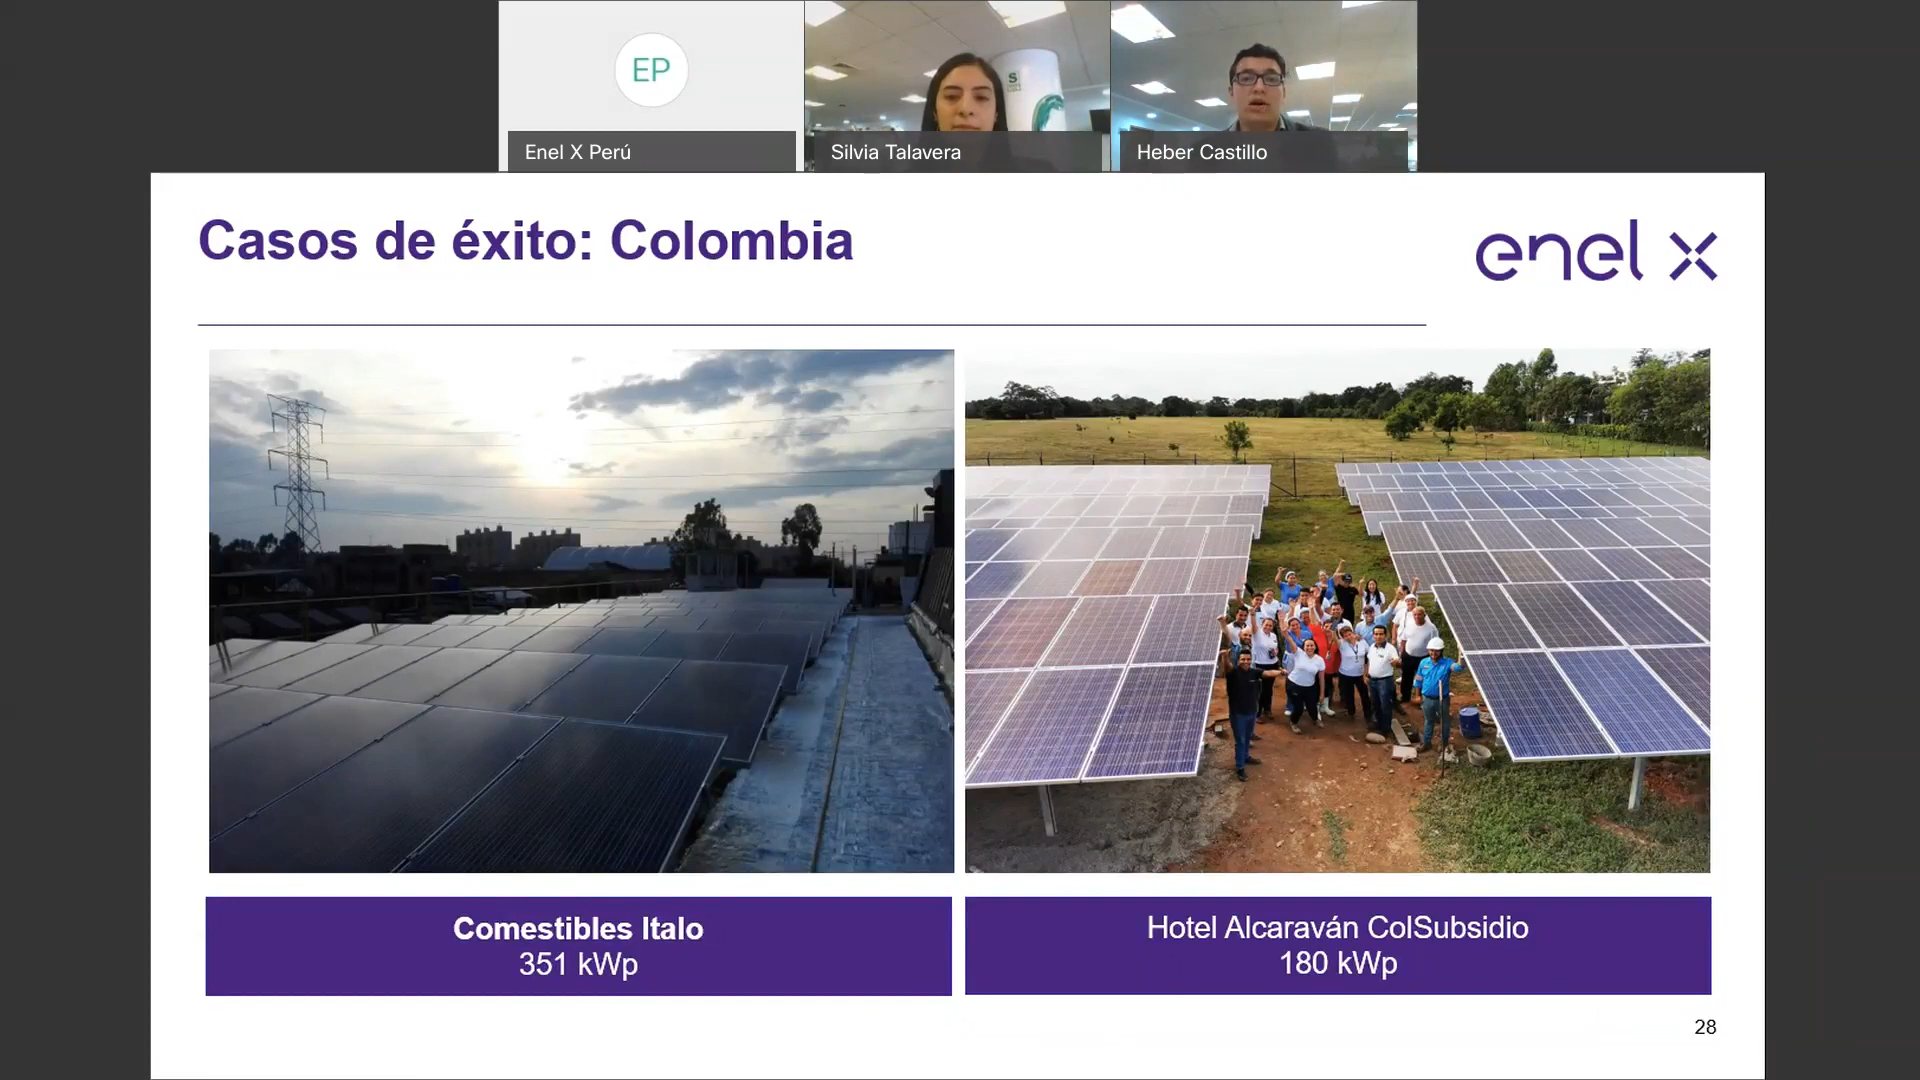 EP
Enel X Perú
Silvia Talavera
Heber Castillo
Casos de éxito: Colombia
enel x
Comestibles Italo
351 kWp
Hotel Alcaraván ColSubsidio
180 kWp
28